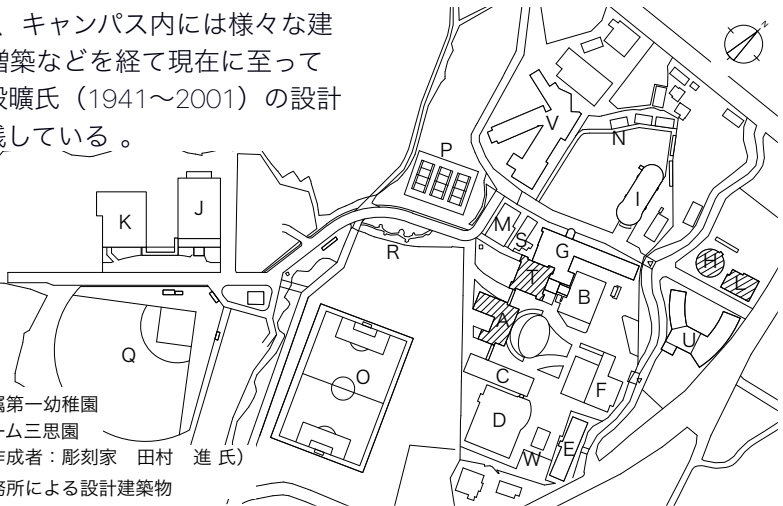 、キャンパス内には様々な建
増築などを経て現在に至って
設曠氏（1941〜2001）の設計
残している 。
P
V
N
K
J
M
S
I
R
G
H
T
L
B
A
U
Q
O
C
F
D
E
W
属第一幼稚園
ーム三思園
作成者：彫刻家　田村　進 氏）
務所による設計建築物